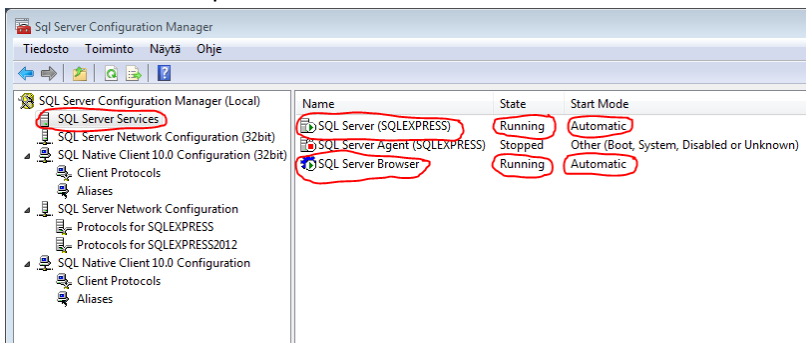 Sql Server Configuration Manager
Tiedosto Toiminto Näytä Ohje
SQL Server Configuration Manager (Local)
SQL Server Services
SQL Server Network Configuration (32bit)
SQL Native Client 10.0 Configuration (32bit)
Client Protocols
Aliases
SQL Server Network Configuration
Protocols for SQLEXPRESS
Protocols for SQLEXPRESS2012
SQL Native Client 10.0 Configuration
Client Protocols
Aliases
Name State Start Mode
SQL Server (SQLEXPRESS) Running Automatic
SQL Server Agent (SQLEXPRESS) Stopped Other (Boot, System, Disabled or Unknown)
SQL Server Browser Running Automatic